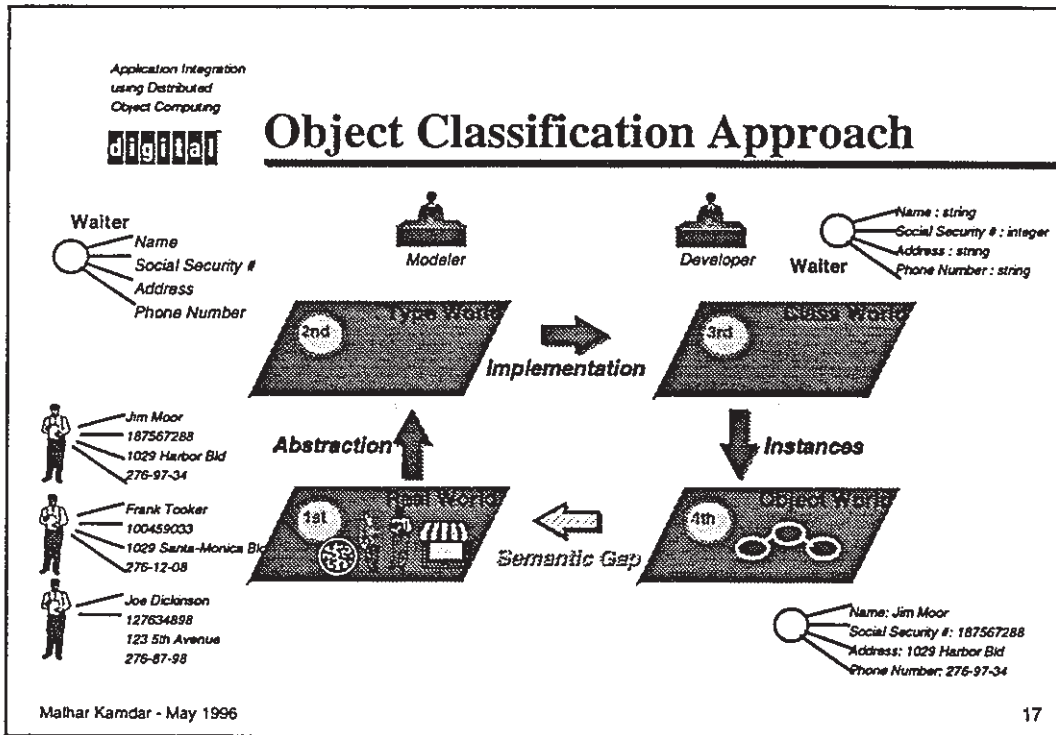 Application Integration
using Distributed
Object Computing
digital
Object Classification Approach
Waiter
Name
Social Security #
Address
Phone Number
Modeler
Developer
Waiter
Name : string
Social Security # : integer
Address : string
Phone Number : string
2nd
Type World
Implementation
3rd
Class World
Abstraction
Instances
Jim Moor
187567288
1029 Harbor Bld
276-97-34
Frank Tooker
100459033
1029 Santa-Monica Bld
276-12-08
Joe Dickinson
127634898
123 5th Avenue
276-87-98
1st
Real World
Semantic Gap
4th
Object World
Name: Jim Moor
Social Security #: 187567288
Address: 1029 Harbor Bld
Phone Number: 276-97-34
Malhar Kamdar - May 1996
17